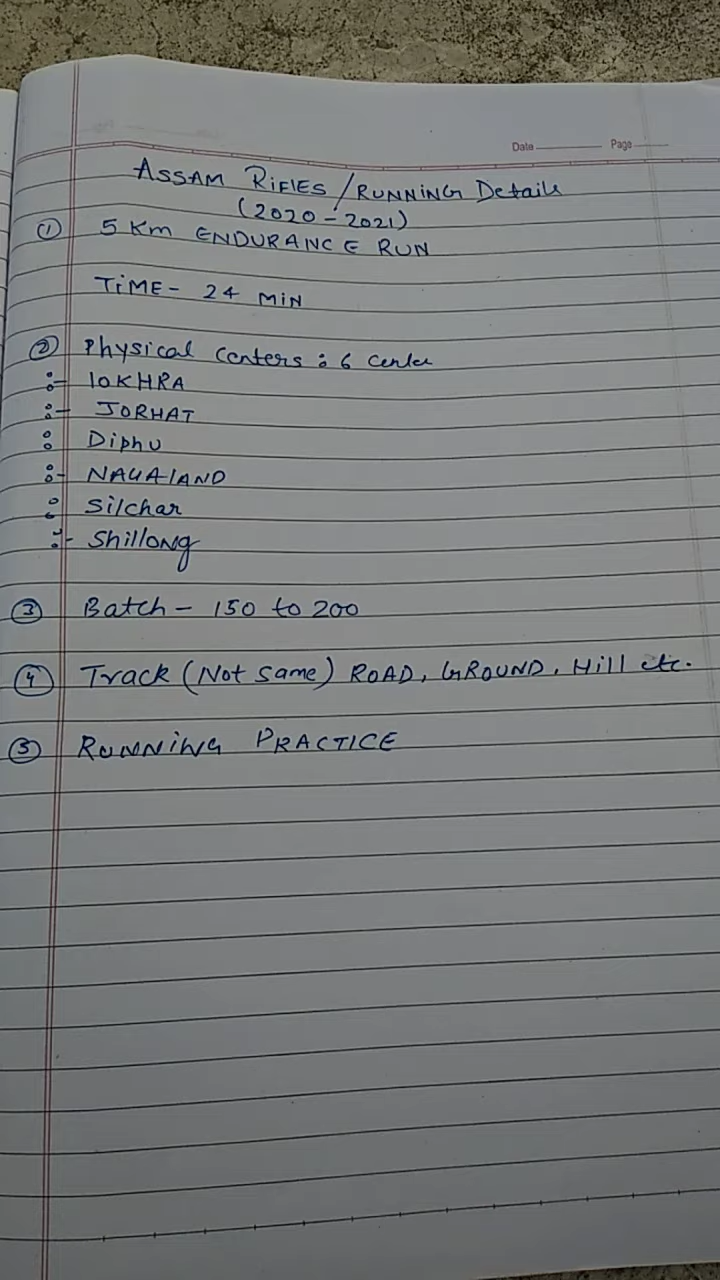 Date Page
ASSAM RIFIES / RUNNING Details
(2020-2021)
① 5 Km ENDURANCE RUN
TiME- 24 MiN
② Physical Centers : 6 Center
:- lOKHRA
:- JORHAT
: Diphu
:- NAGAlAND
: Silchar
:- Shillong
③ Batch - 150 to 200
④ Track (Not Same) ROAD, GROUND, Hill etc.
⑤ RUNNiNG PRACTICE